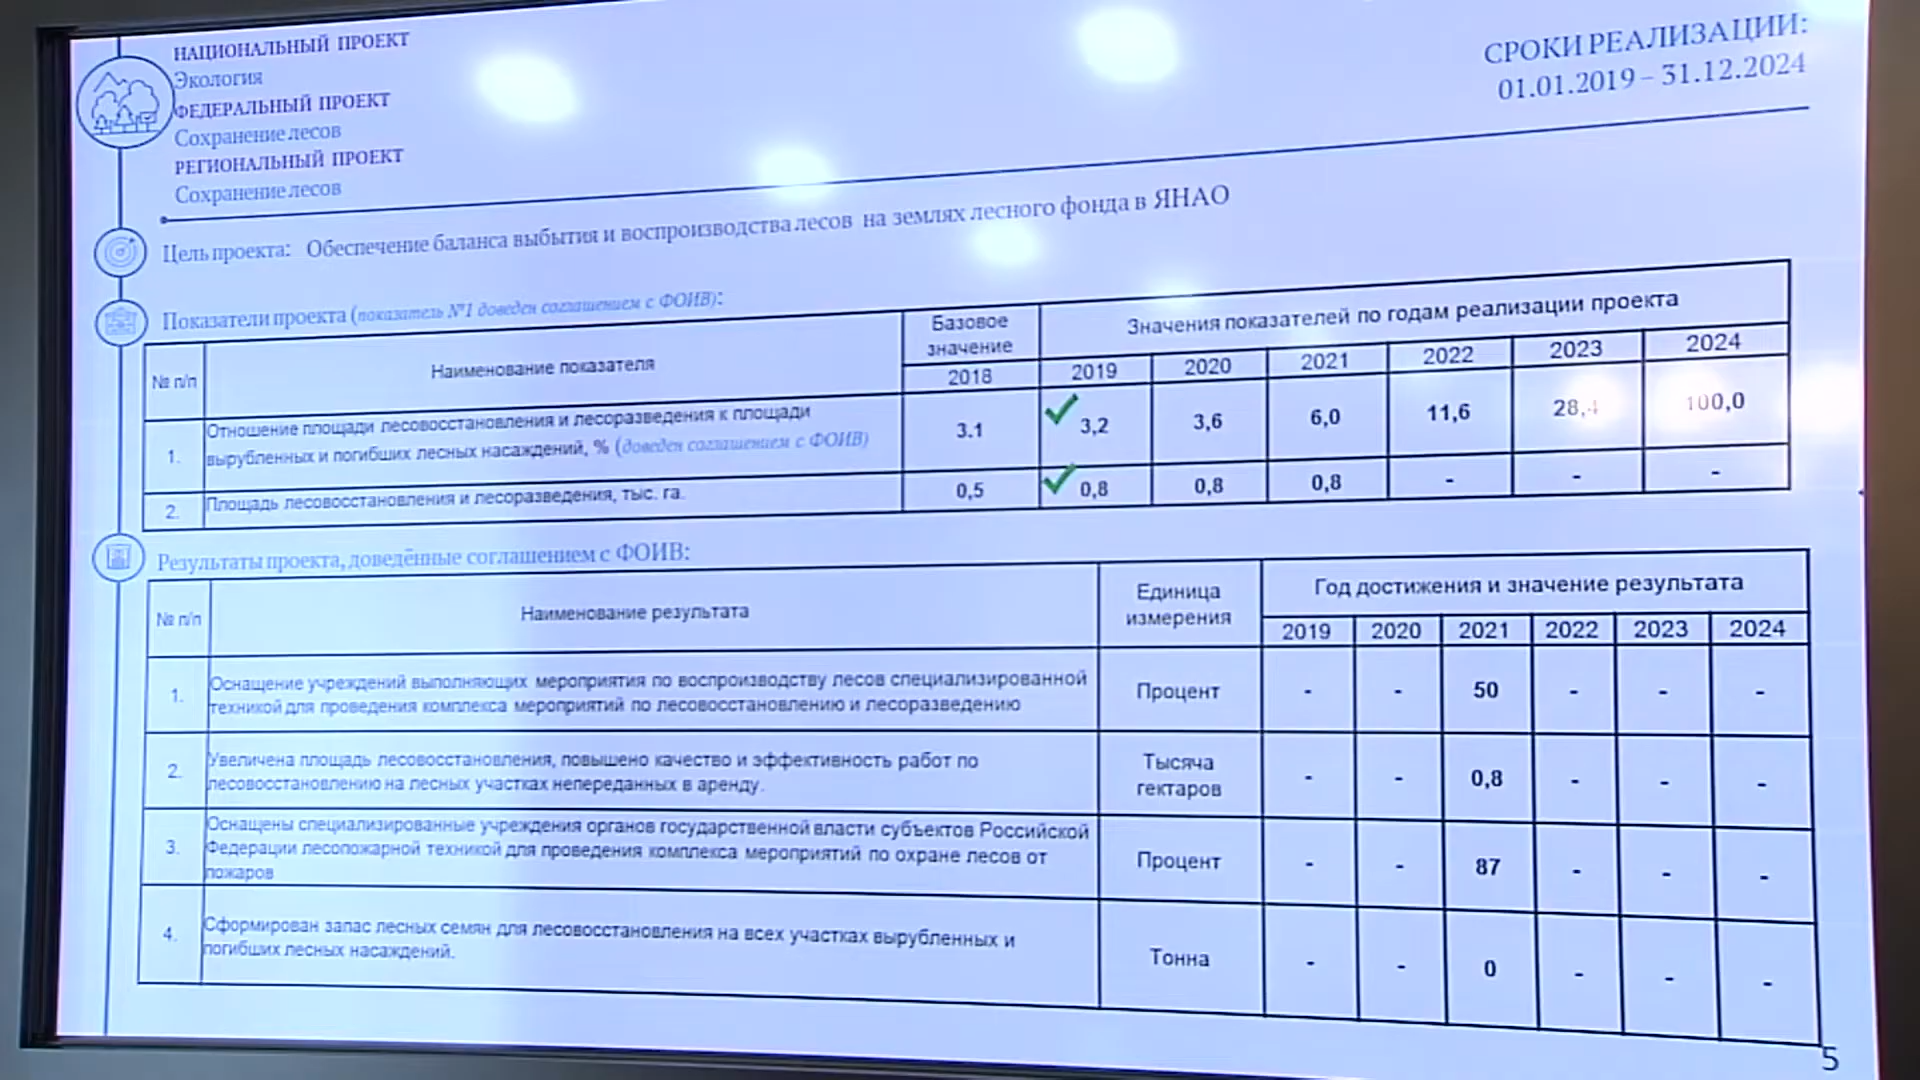 НАЦИОНАЛЬНЫЙ ПРОЕКТ
Экология
ФЕДЕРАЛЬНЫЙ ПРОЕКТ
Сохранение лесов
РЕГИОНАЛЬНЫЙ ПРОЕКТ
Сохранение лесов
СРОКИ РЕАЛИЗАЦИИ:
01.01.2019 – 31.12.2024
Цель проекта: Обеспечение баланса выбытия и воспроизводства лесов на землях лесного фонда в ЯНАО
Показатели проекта (показатель №1 доведен соглашением с ФОИВ):
№ п/п
Наименование показателя
Базовое
значение
Значения показателей по годам реализации проекта
2018 2019 2020 2021 2022 2023 2024
1.
Отношение площади лесовосстановления и лесоразведения к площади
вырубленных и погибших лесных насаждений, % (доведен соглашением с ФОИВ)
3.1 3,2 3,6 6,0 11,6 28,4 100,0
2. Площадь лесовосстановления и лесоразведения, тыс. га. 0,5 0,8 0,8 0,8 - - -
Результаты проекта, доведённые соглашением с ФОИВ:
№ п/п
Наименование результата
Единица
измерения
Год достижения и значение результата
2019 2020 2021 2022 2023 2024
1.
Оснащение учреждений выполняющих мероприятия по воспроизводству лесов специализированной
техникой для проведения комплекса мероприятий по лесовосстановлению и лесоразведению
Процент - - 50 - - -
2.
Увеличена площадь лесовосстановления, повышено качество и эффективность работ по
лесовосстановлению на лесных участках непереданных в аренду.
Тысяча
гектаров
- - 0,8 - - -
3.
Оснащены специализированные учреждения органов государственной власти субъектов Российской
Федерации лесопожарной техникой для проведения комплекса мероприятий по охране лесов от
пожаров
Процент - - 87 - - -
4.
Сформирован запас лесных семян для лесовосстановления на всех участках вырубленных и
погибших лесных насаждений.
Тонна - - 0 - - -
5